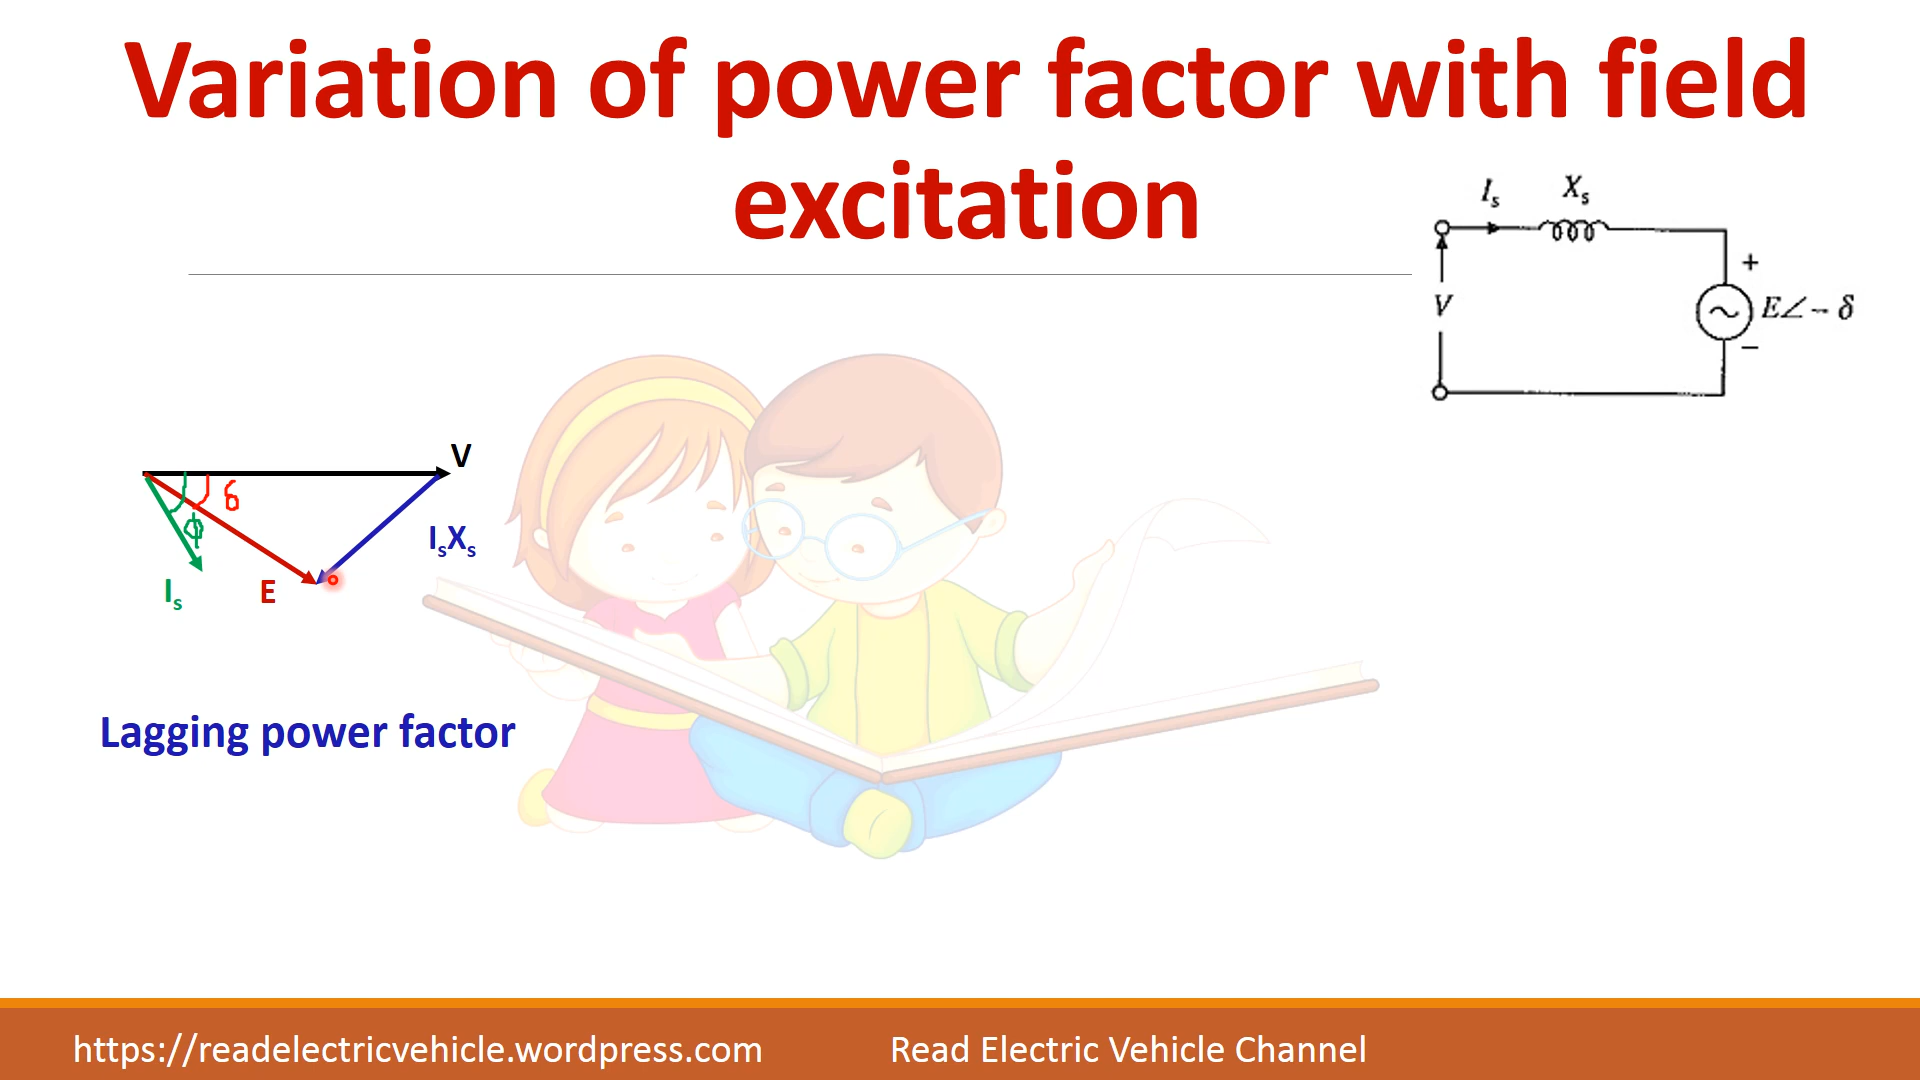 Variation of power factor with field
excitation
Iₛ Xₛ
+
V
E∠ – δ
–
V
δ
ϕ
IₛXₛ
Iₛ
E
Lagging power factor
https://readelectricvehicle.wordpress.com Read Electric Vehicle Channel